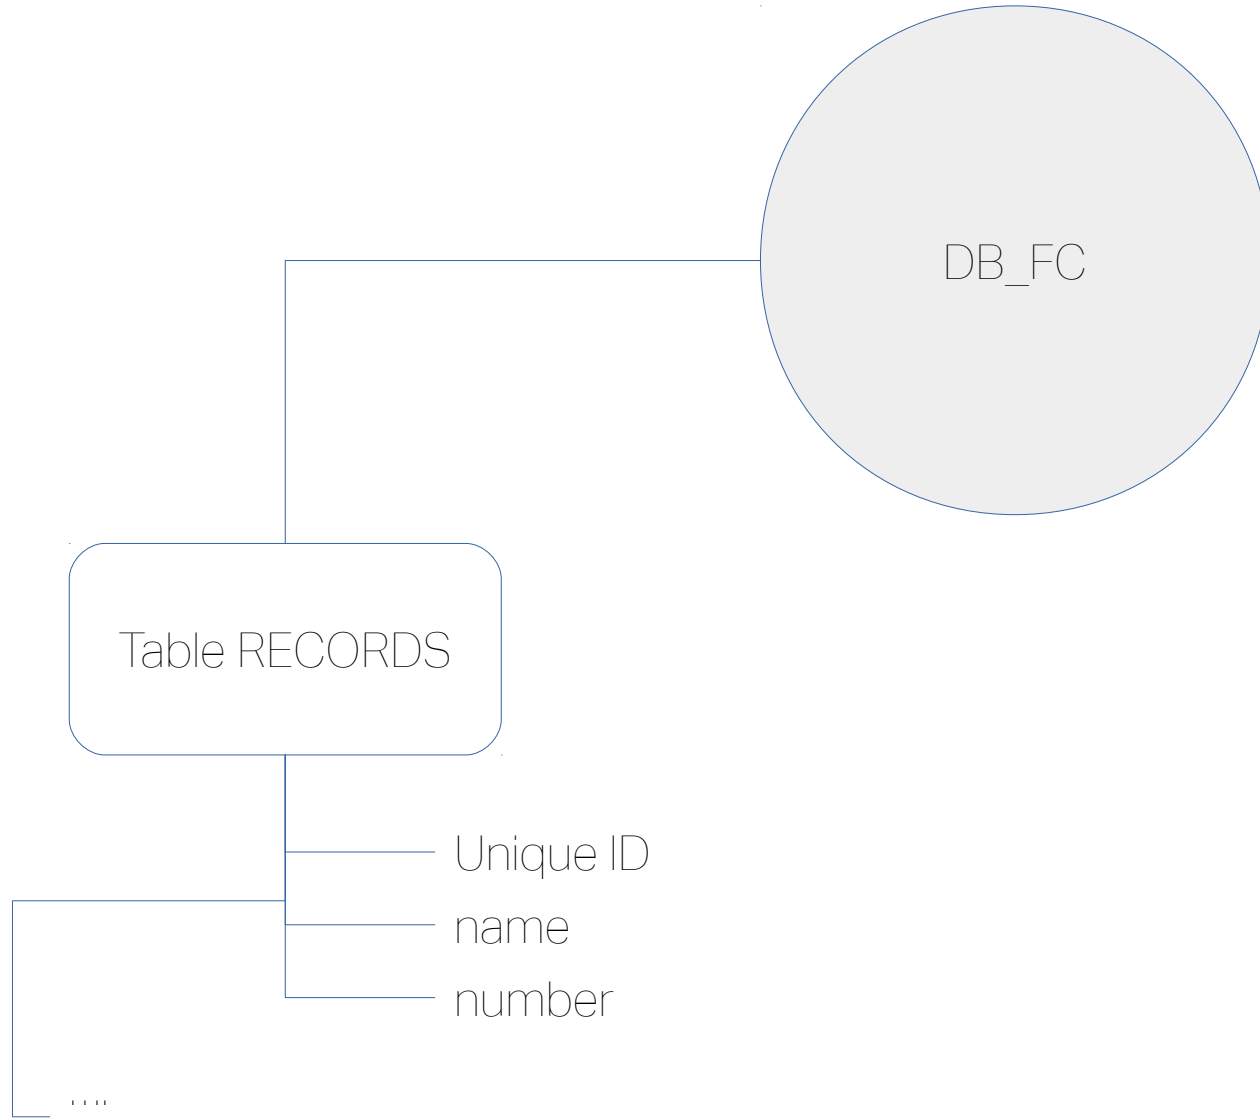 DB_FC
Table RECORDS
Unique ID
name
number
....